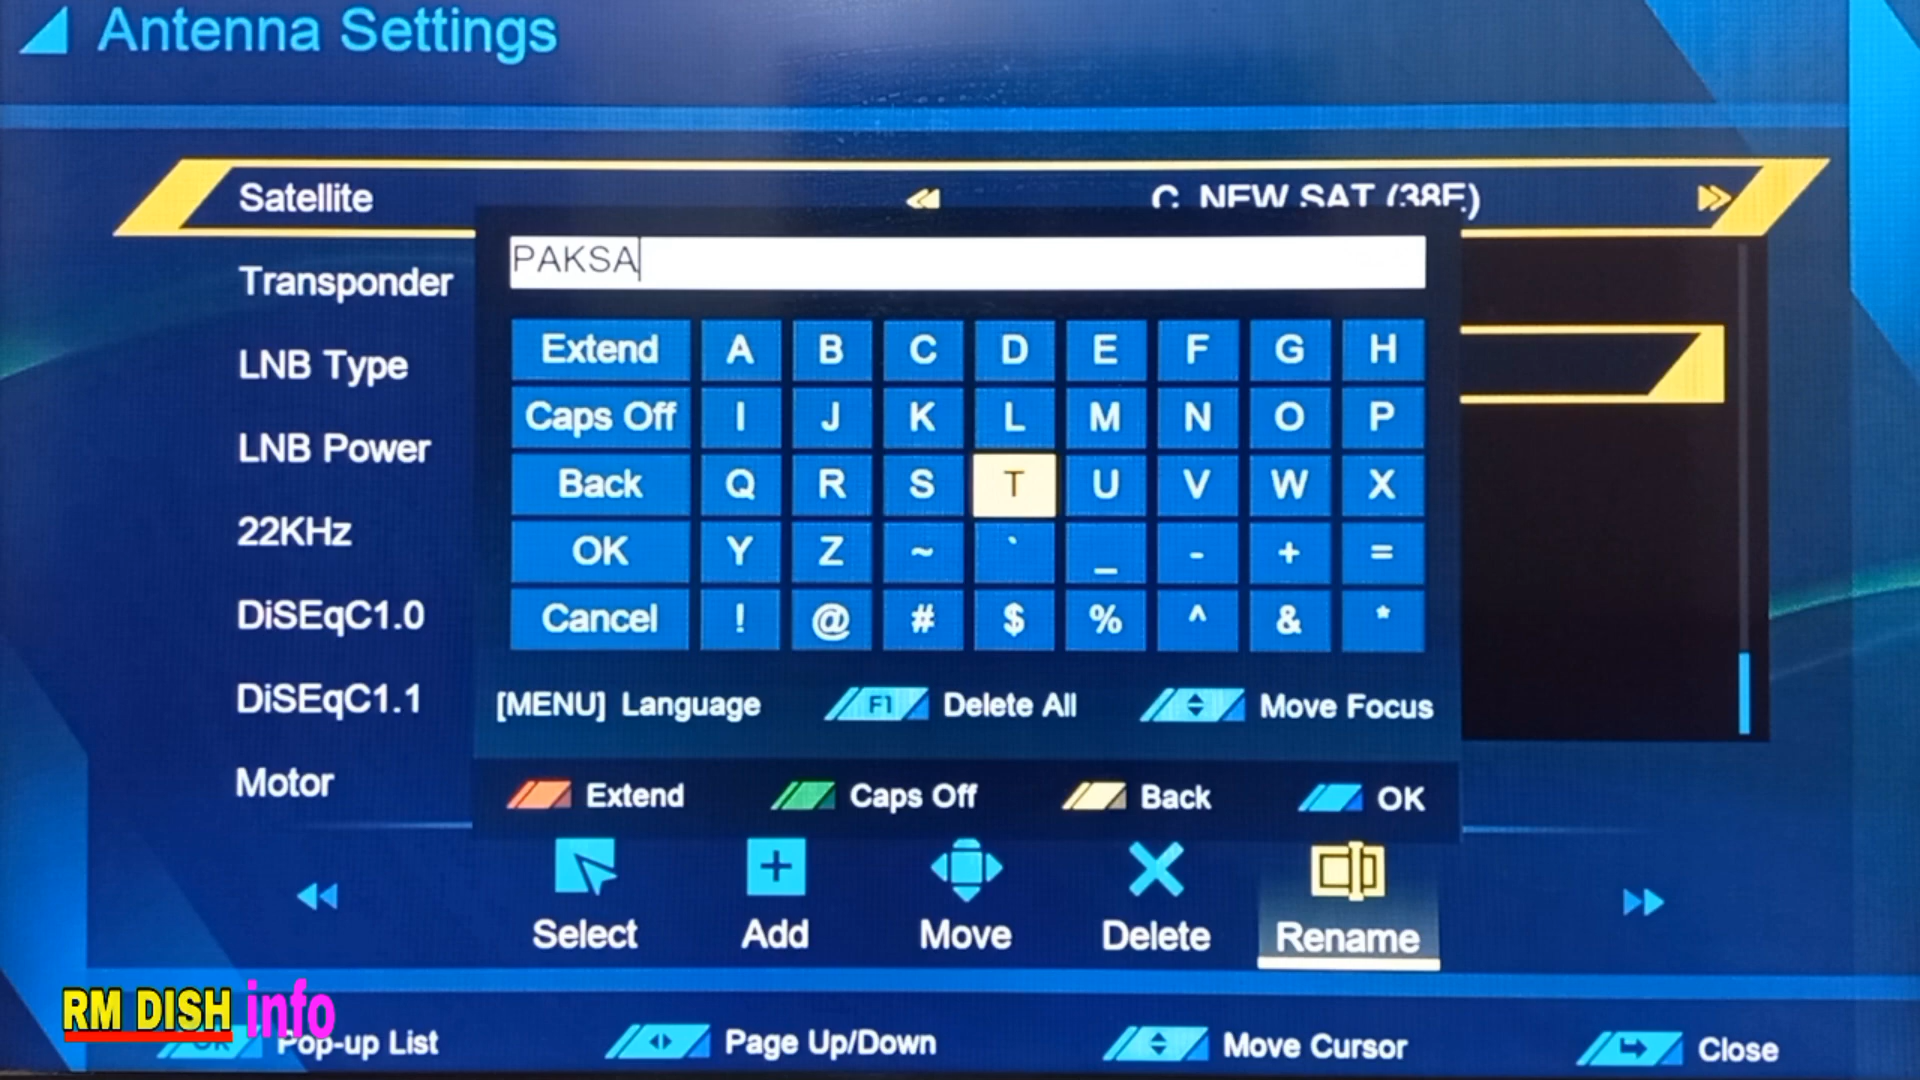 Antenna Settings
Satellite C NEW SAT (38E)
PAKSA
Transponder
LNB Type
LNB Power
22KHz
DiSEqC1.0
DiSEqC1.1
Motor
Extend A B C D E F G H
Caps Off I J K L M N O P
Back Q R S T U V W X
OK Y Z ~ ` _ - + =
Cancel ! @ # $ % ^ & *
[MENU] Language F1 Delete All Move Focus
Extend Caps Off Back OK
Select Add Move Delete Rename
RM DISH info
OK Pop-up List Page Up/Down Move Cursor Close